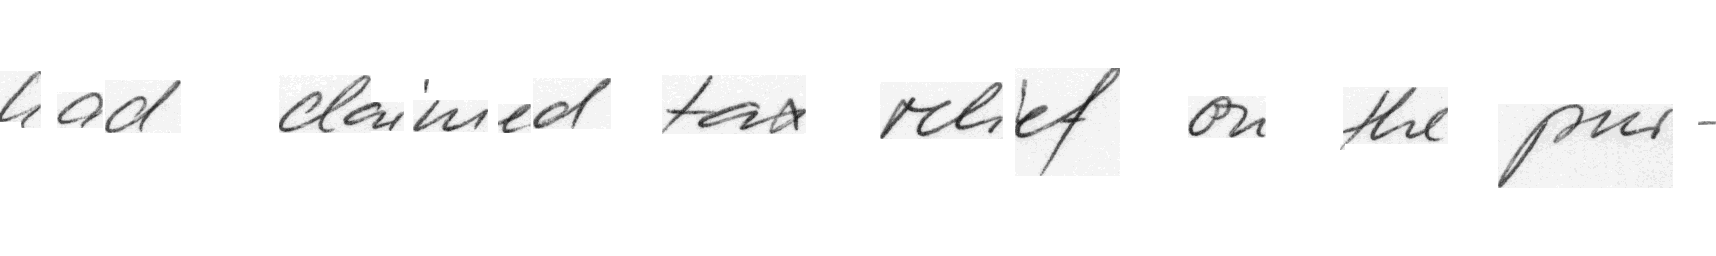 had claimed tax relief on the pur-